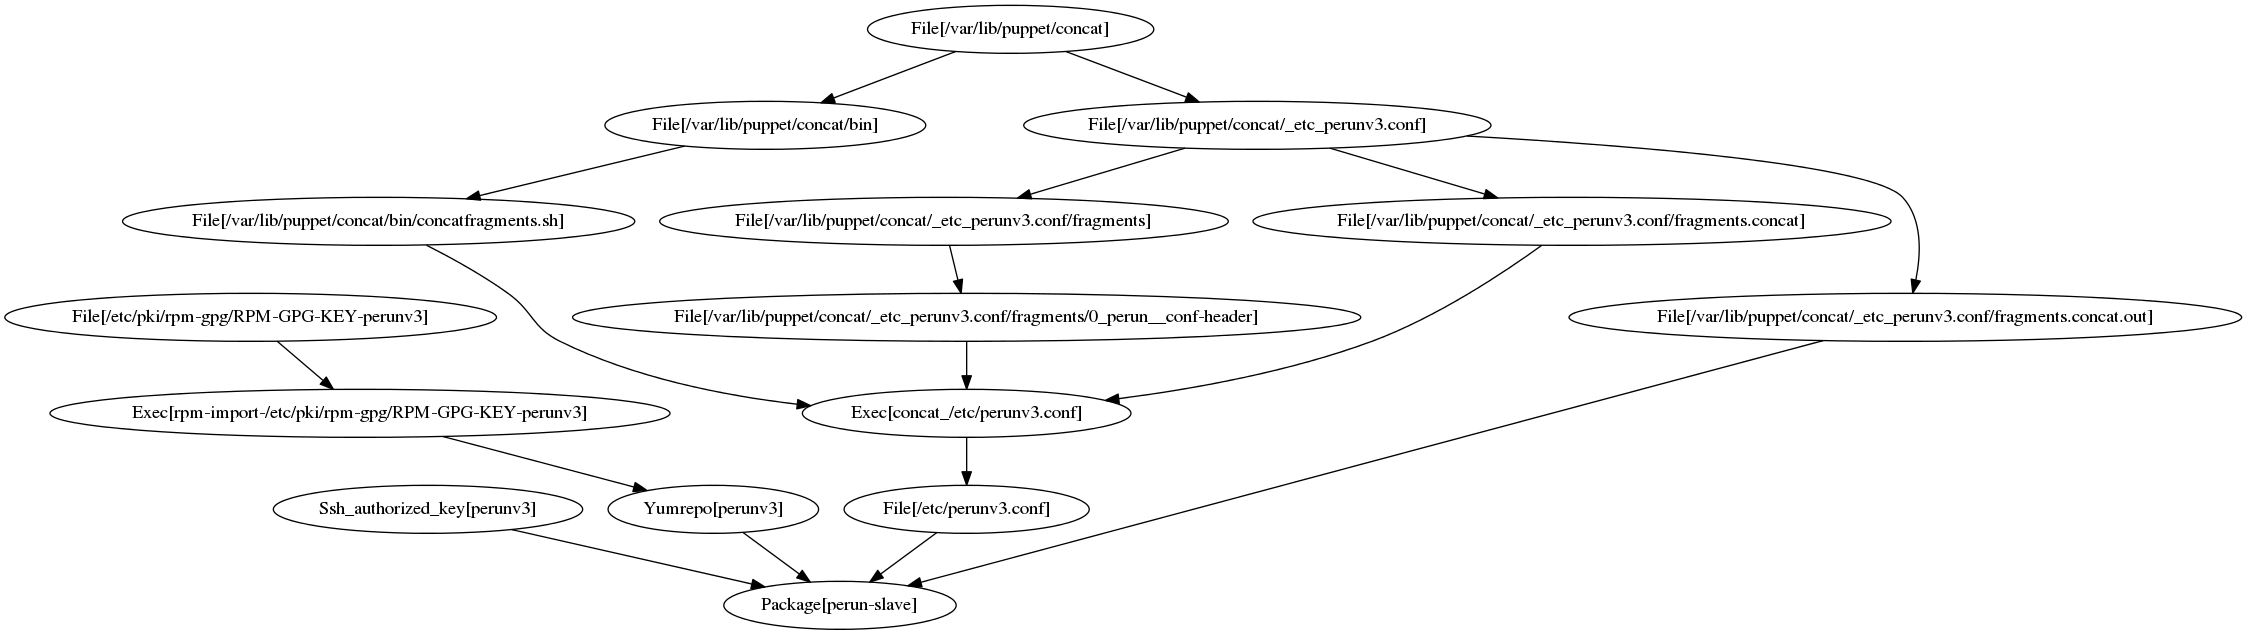 File[/var/lib/puppet/concat]
File[/var/lib/puppet/concat/bin]
File[/var/lib/puppet/concat/_etc_perunv3.conf]
File[/var/lib/puppet/concat/bin/concatfragments.sh]
File[/var/lib/puppet/concat/_etc_perunv3.conf/fragments]
File[/var/lib/puppet/concat/_etc_perunv3.conf/fragments.concat]
File[/etc/pki/rpm-gpg/RPM-GPG-KEY-perunv3]
File[/var/lib/puppet/concat/_etc_perunv3.conf/fragments/0_perun__conf-header]
File[/var/lib/puppet/concat/_etc_perunv3.conf/fragments.concat.out]
Exec[rpm-import-/etc/pki/rpm-gpg/RPM-GPG-KEY-perunv3]
Exec[concat_/etc/perunv3.conf]
Ssh_authorized_key[perunv3]
Yumrepo[perunv3]
File[/etc/perunv3.conf]
Package[perun-slave]